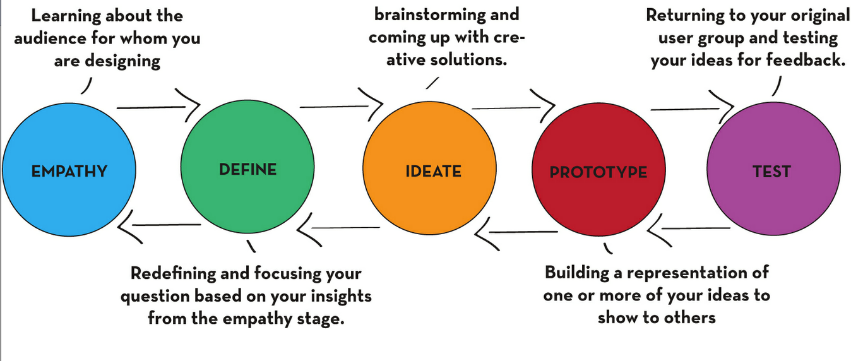 Learning about the
audience for whom you
are designing
brainstorming and
coming up with cre-
ative solutions.
Returning to your original
user group and testing
your ideas for feedback.
EMPATHY
DEFINE
IDEATE
PROTOTYPE
TEST
Redefining and focusing your
question based on your insights
from the empathy stage.
Building a representation of
one or more of your ideas to
show to others